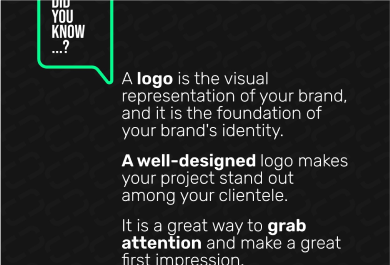 DID
YOU
KNOW
...?
A logo is the visual
representation of your brand,
and it is the foundation of
your brand's identity.
A well-designed logo makes
your project stand out
among your clientele.
It is a great way to grab
attention and make a great
first impression.